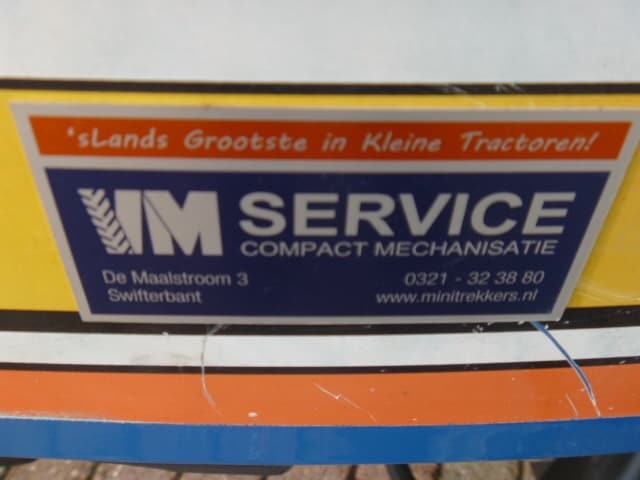 'sLands Grootste in Kleine Tractoren!
VM SERVICE
COMPACT MECHANISATIE
De Maalstroom 3 0321 - 32 38 80
Swifterbant www.minitrekkers.nl